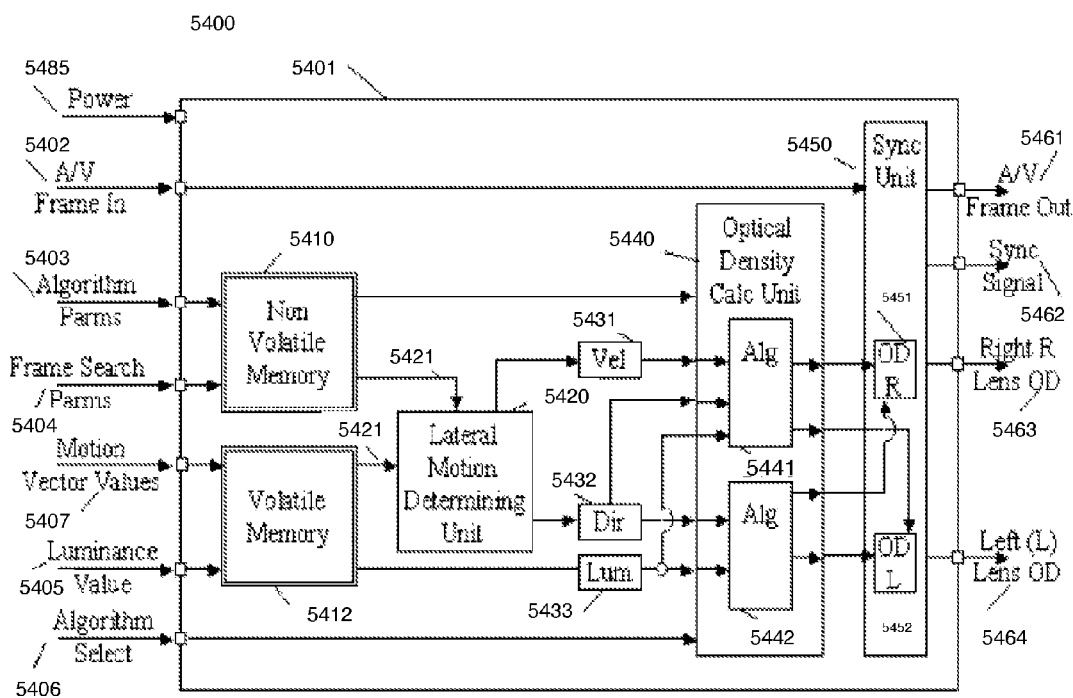 5400
5485
Power
5401
5402
A/V
Frame In
5450
Sync
Unit
5461
A/V
Frame Out
5403
Algorithm
Parms
5410
Non
Volatile
Memory
5440
Optical
Density
Calc Unit
Sync
Signal
5462
5451
OD
R
Right R
Lens OD
5463
Frame Search
Parms
5404
5421
5431
Vel
Alg
5441
5420
Lateral
Motion
Determining
Unit
5421
Motion
Vector Values
5407
Volatile
Memory
5412
5432
Dir
Alg
5442
OD
L
5452
Left (L)
Lens OD
5464
Luminance
Value
5405
Lum
5433
Algorithm
Select
5406